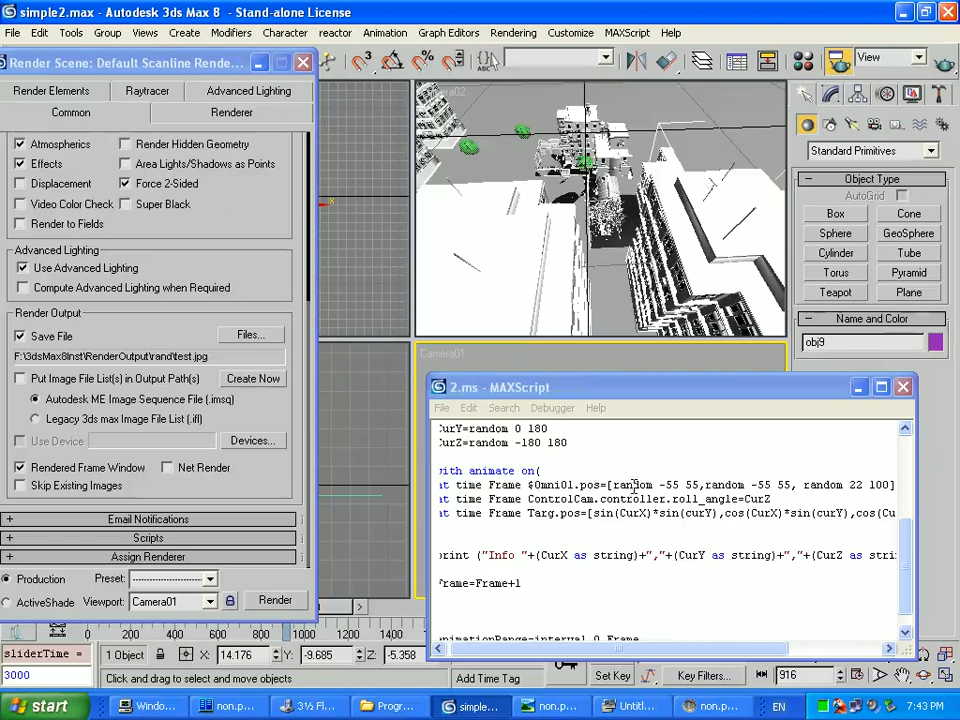 simple2.max - Autodesk 3ds Max 8 - Stand-alone License
File Edit Tools Group Views Create Modifiers Character reactor Animation Graph Editors Rendering Customize MAXScript Help
Render Scene: Default Scanline Rende...
ABC
View
Render Elements Raytracer Advanced Lighting
Common Renderer
Atmospherics Render Hidden Geometry
Effects Area Lights/Shadows as Points
Displacement Force 2-Sided
Video Color Check Super Black
Render to Fields
Advanced Lighting
Use Advanced Lighting
Compute Advanced Lighting when Required
Render Output
Save File Files...
F:\3dsMax8Inst\RenderOutput\rand\test.jpg
Put Image File List(s) in Output Path(s) Create Now
Autodesk ME Image Sequence File (.imsq)
Legacy 3ds max Image File List (.ifl)
Use Device Devices...
Rendered Frame Window Net Render
Skip Existing Images
+ Email Notifications
+ Scripts
+ Assign Renderer
Production Preset: -------------------
ActiveShade Viewport: Camera01 Render
Camera02
x
Camera01
Standard Primitives
- Object Type
AutoGrid
Box Cone
Sphere GeoSphere
Cylinder Tube
Torus Pyramid
Teapot Plane
- Name and Color
obj9
2.ms - MAXScript
File Edit Search Debugger Help
CurY=random 0 180
CurZ=random -180 180
with animate on(
at time Frame $Omni01.pos=[random -55 55,random -55 55, random 22 100]
at time Frame ControlCam.controller.roll_angle=CurZ
at time Frame Targ.pos=[sin(CurX)*sin(curY),cos(CurX)*sin(curY),cos(Cu
print ("Info "+(CurX as string)+","+(CurY as string)+","+(CurZ as stri
Frame=Frame+1
animationRange=interval 0 Frame
0 200 400 600 800 1000 1200 1400
sliderTime =
3000
1 Object X: 14.176 Y: -9.685 Z: -5.358
Click and drag to select and move objects
Add Time Tag
Set Key Key Filters... 916
start Windo... non.p... 3½ Fl... Progr... simple... non.p... Untitl... non.p... EN 7:43 PM